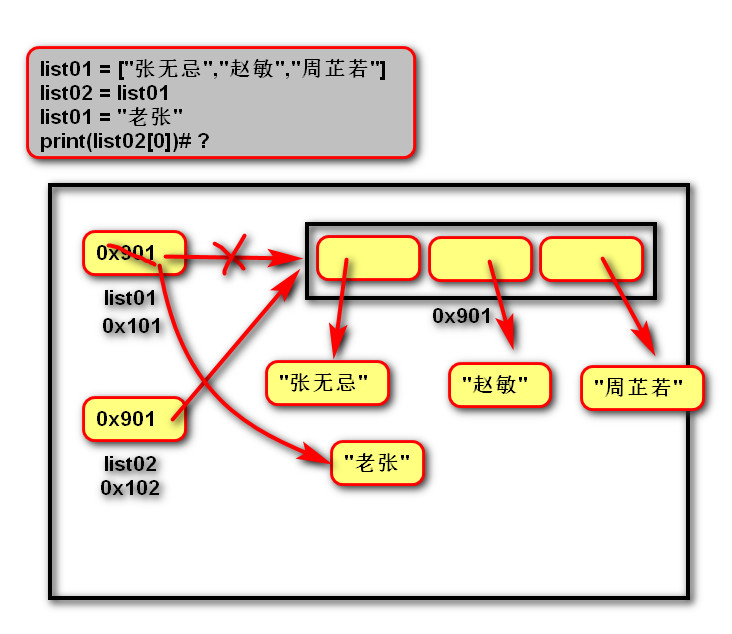 list01 = ["张无忌","赵敏","周芷若"]
list02 = list01
list01 = "老张"
print(list02[0])# ?
0x901
list01
0x101
0x901
"张无忌"
"赵敏"
"周芷若"
0x901
list02
0x102
"老张"